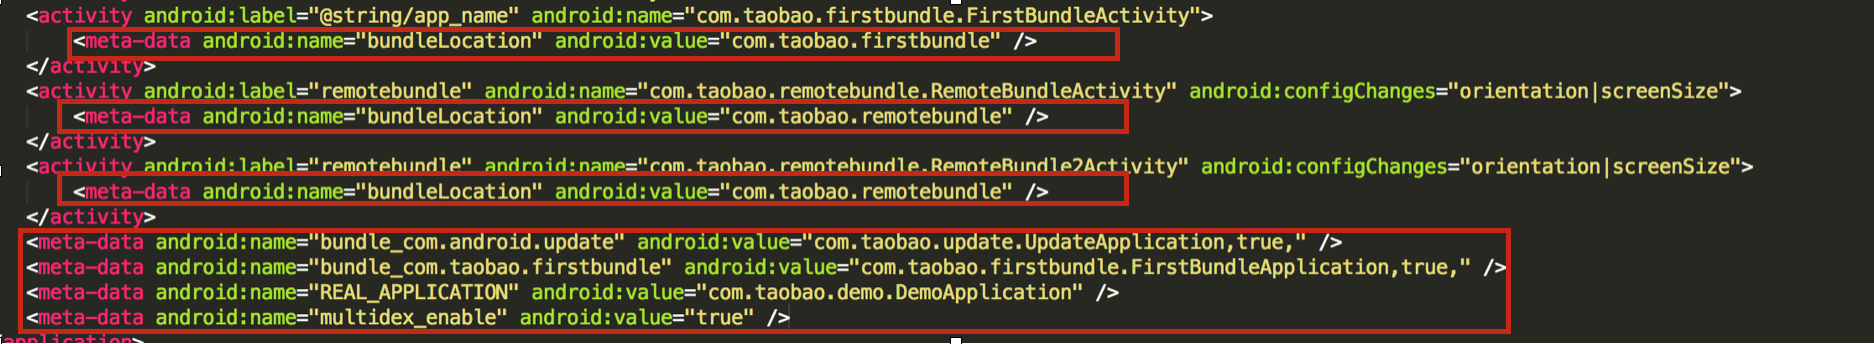 <activity android:label="@string/app_name" android:name="com.taobao.firstbundle.FirstBundleActivity">
<meta-data android:name="bundleLocation" android:value="com.taobao.firstbundle" />
</activity>
<activity android:label="remotebundle" android:name="com.taobao.remotebundle.RemoteBundleActivity" android:configChanges="orientation|screenSize">
<meta-data android:name="bundleLocation" android:value="com.taobao.remotebundle" />
</activity>
<activity android:label="remotebundle" android:name="com.taobao.remotebundle.RemoteBundle2Activity" android:configChanges="orientation|screenSize">
<meta-data android:name="bundleLocation" android:value="com.taobao.remotebundle" />
</activity>
<meta-data android:name="bundle_com.android.update" android:value="com.taobao.update.UpdateApplication,true," />
<meta-data android:name="bundle_com.taobao.firstbundle" android:value="com.taobao.firstbundle.FirstBundleApplication,true," />
<meta-data android:name="REAL_APPLICATION" android:value="com.taobao.demo.DemoApplication" />
<meta-data android:name="multidex_enable" android:value="true" />
application>